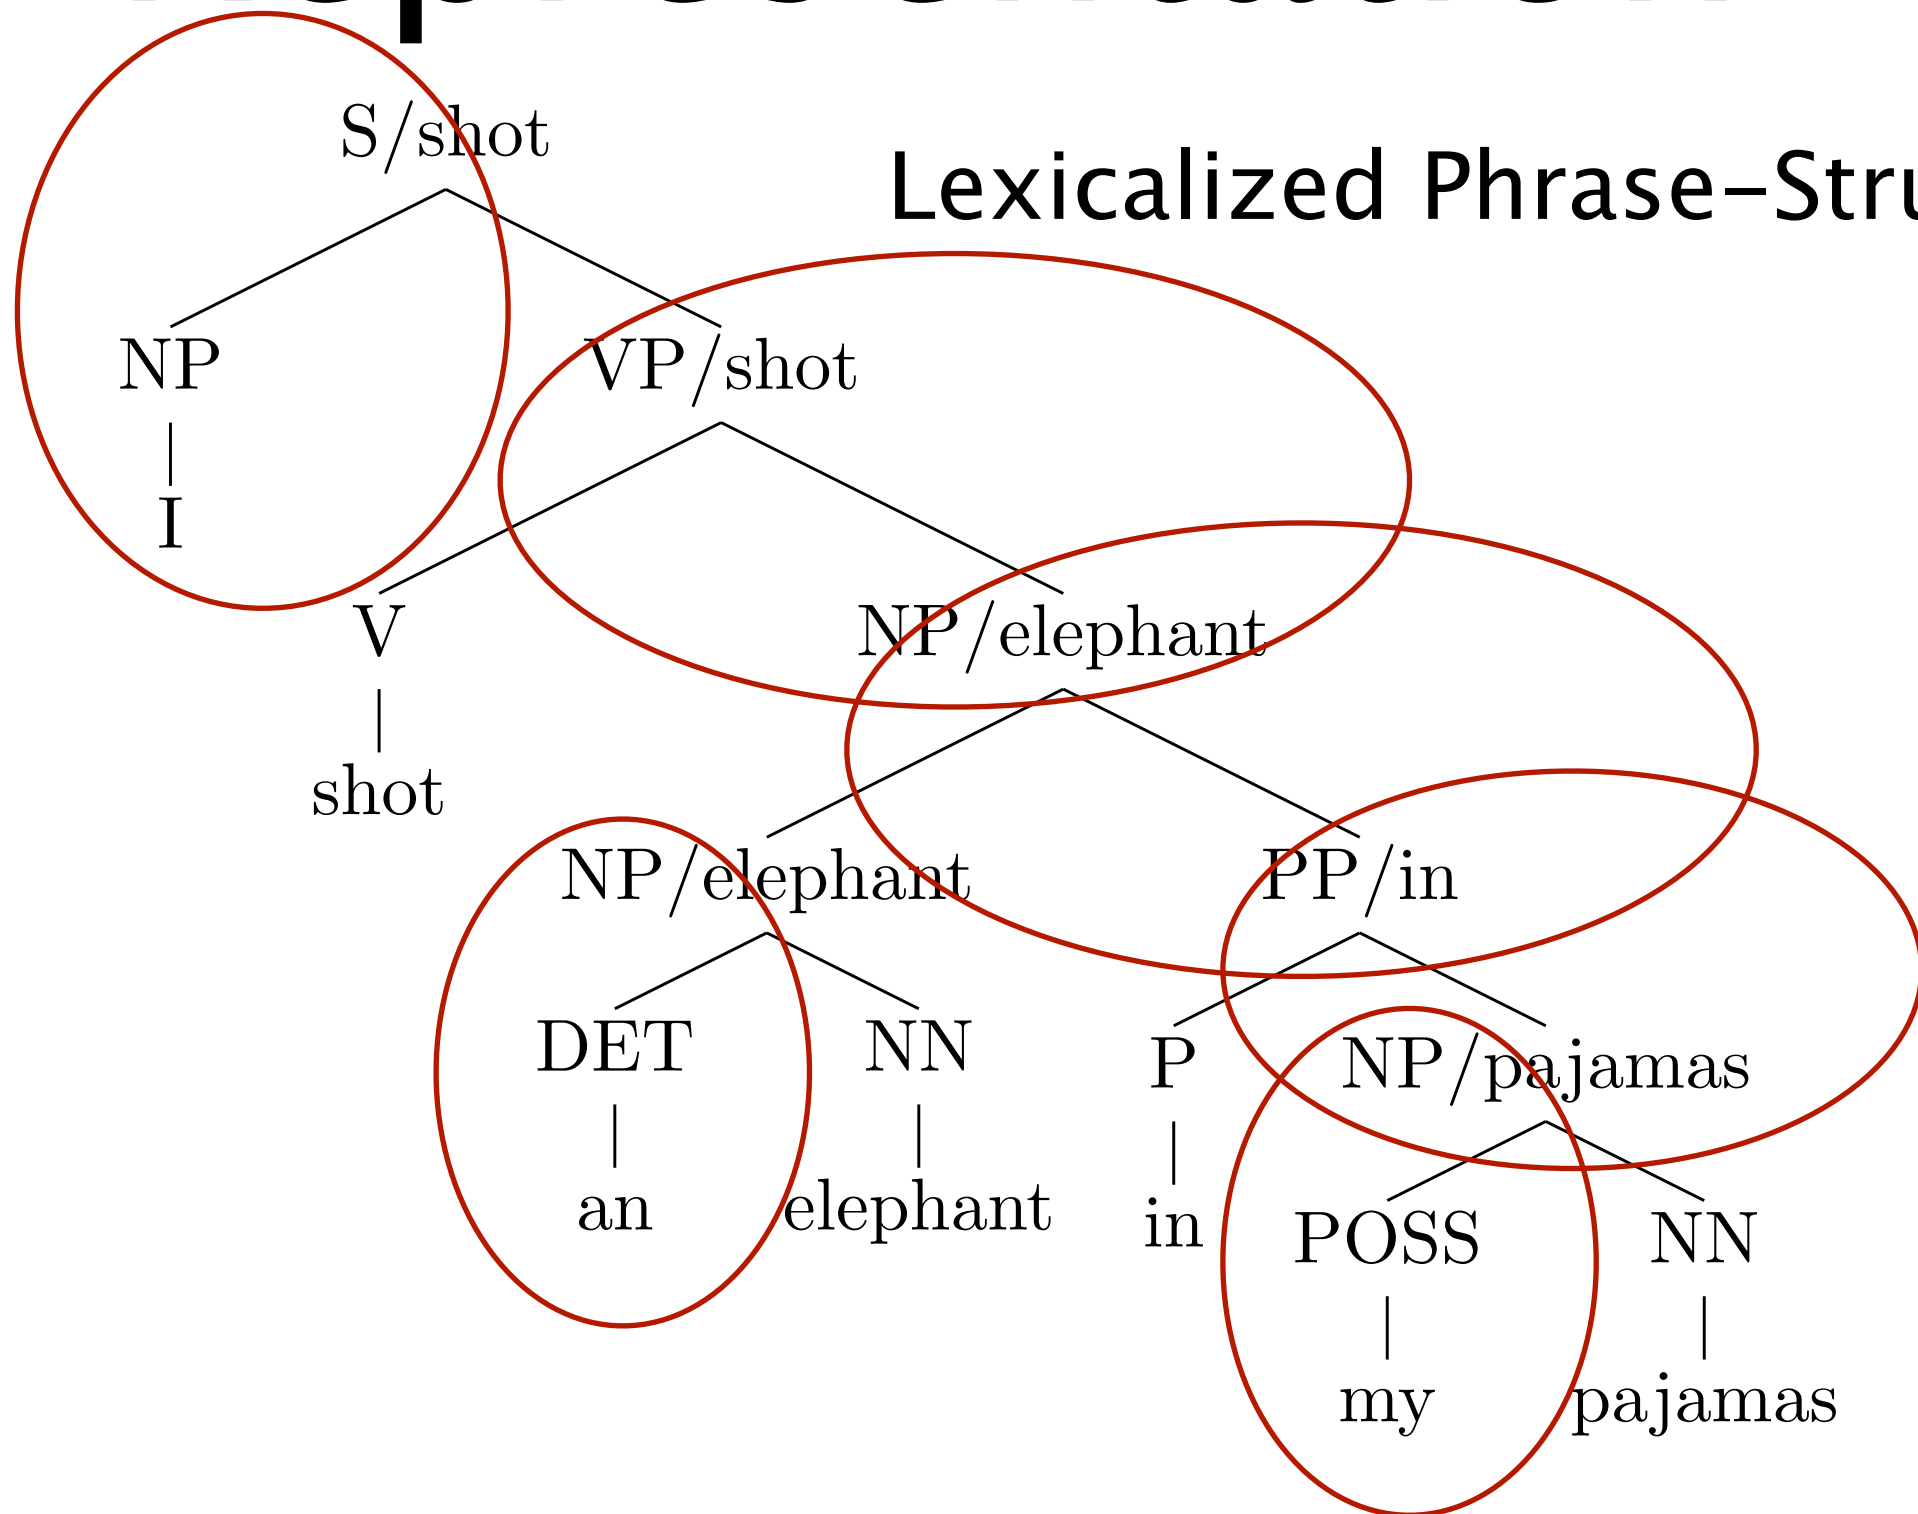 S/shot
Lexicalized Phrase-Stru
NP VP/shot
I
V NP/elephant
shot
NP/elephant PP/in
DET NN P NP/pajamas
an elephant in POSS NN
my pajamas